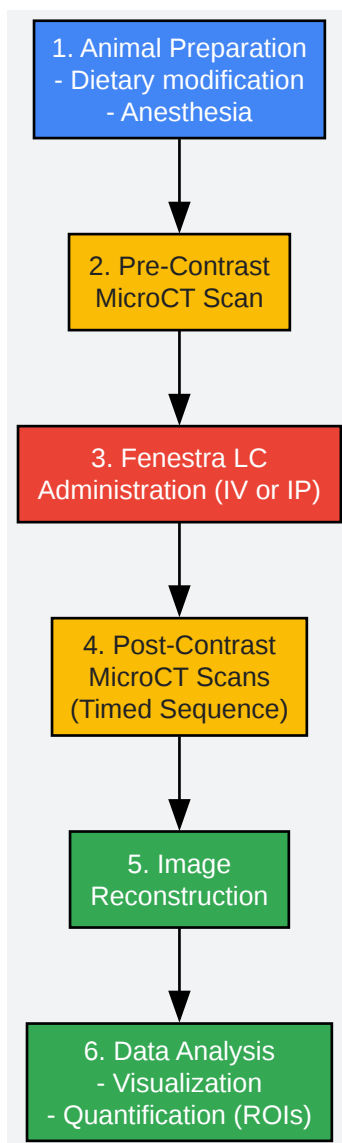 1. Animal Preparation
- Dietary modification
- Anesthesia
2. Pre-Contrast
MicroCT Scan
3. Fenestra LC
Administration (IV or IP)
4. Post-Contrast
MicroCT Scans
(Timed Sequence)
5. Image
Reconstruction
6. Data Analysis
- Visualization
- Quantification (ROIs)